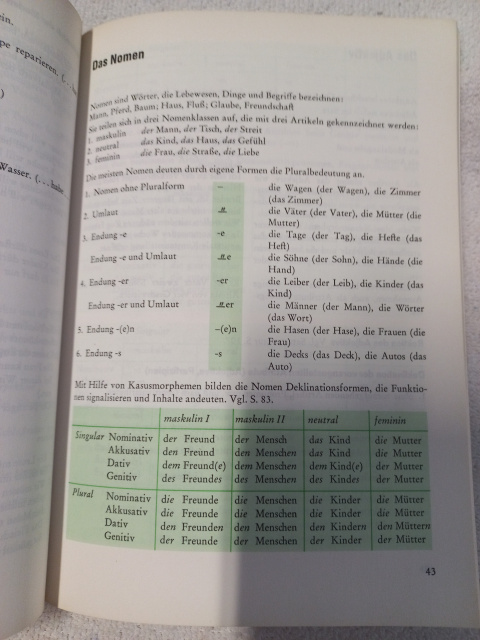 ein.
pe reparieren. (. . . h
)
Wasser. (. . . habe
Das Nomen
Nomen sind Wörter, die Lebewesen, Dinge und Begriffe bezeichnen:
Mann, Pferd, Baum; Haus, Fluß; Glaube, Freundschaft
Sie teilen sich in drei Nomenklassen auf, die mit drei Artikeln gekennzeichnet werden:
1. maskulin der Mann, der Tisch, der Streit
2. neutral das Kind, das Haus, das Gefühl
3. feminin die Frau, die Straße, die Liebe
Die meisten Nomen deuten durch eigene Formen die Pluralbedeutung an.
1. Nomen ohne Pluralform – die Wagen (der Wagen), die Zimmer
(das Zimmer)
2. Umlaut ⸚ die Väter (der Vater), die Mütter (die
Mutter)
3. Endung -e -e die Tage (der Tag), die Hefte (das
Heft)
Endung -e und Umlaut ⸚e die Söhne (der Sohn), die Hände (die
Hand)
4. Endung -er -er die Leiber (der Leib), die Kinder (das
Kind)
Endung -er und Umlaut ⸚er die Männer (der Mann), die Wörter
(das Wort)
5. Endung -(e)n –(e)n die Hasen (der Hase), die Frauen (die
Frau)
6. Endung -s -s die Decks (das Deck), die Autos (das
Auto)
Mit Hilfe von Kasusmorphemen bilden die Nomen Deklinationsformen, die Funktio-
nen signalisieren und Inhalte andeuten. Vgl. S. 83.
maskulin I maskulin II neutral feminin
Singular Nominativ der Freund der Mensch das Kind die Mutter
Akkusativ den Freund den Menschen das Kind die Mutter
Dativ dem Freund(e) dem Menschen dem Kind(e) der Mutter
Genitiv des Freundes des Menschen des Kindes der Mutter
Plural Nominativ die Freunde die Menschen die Kinder die Mütter
Akkusativ die Freunde die Menschen die Kinder die Mütter
Dativ den Freunden den Menschen den Kindern den Müttern
Genitiv der Freunde der Menschen der Kinder der Mütter
43